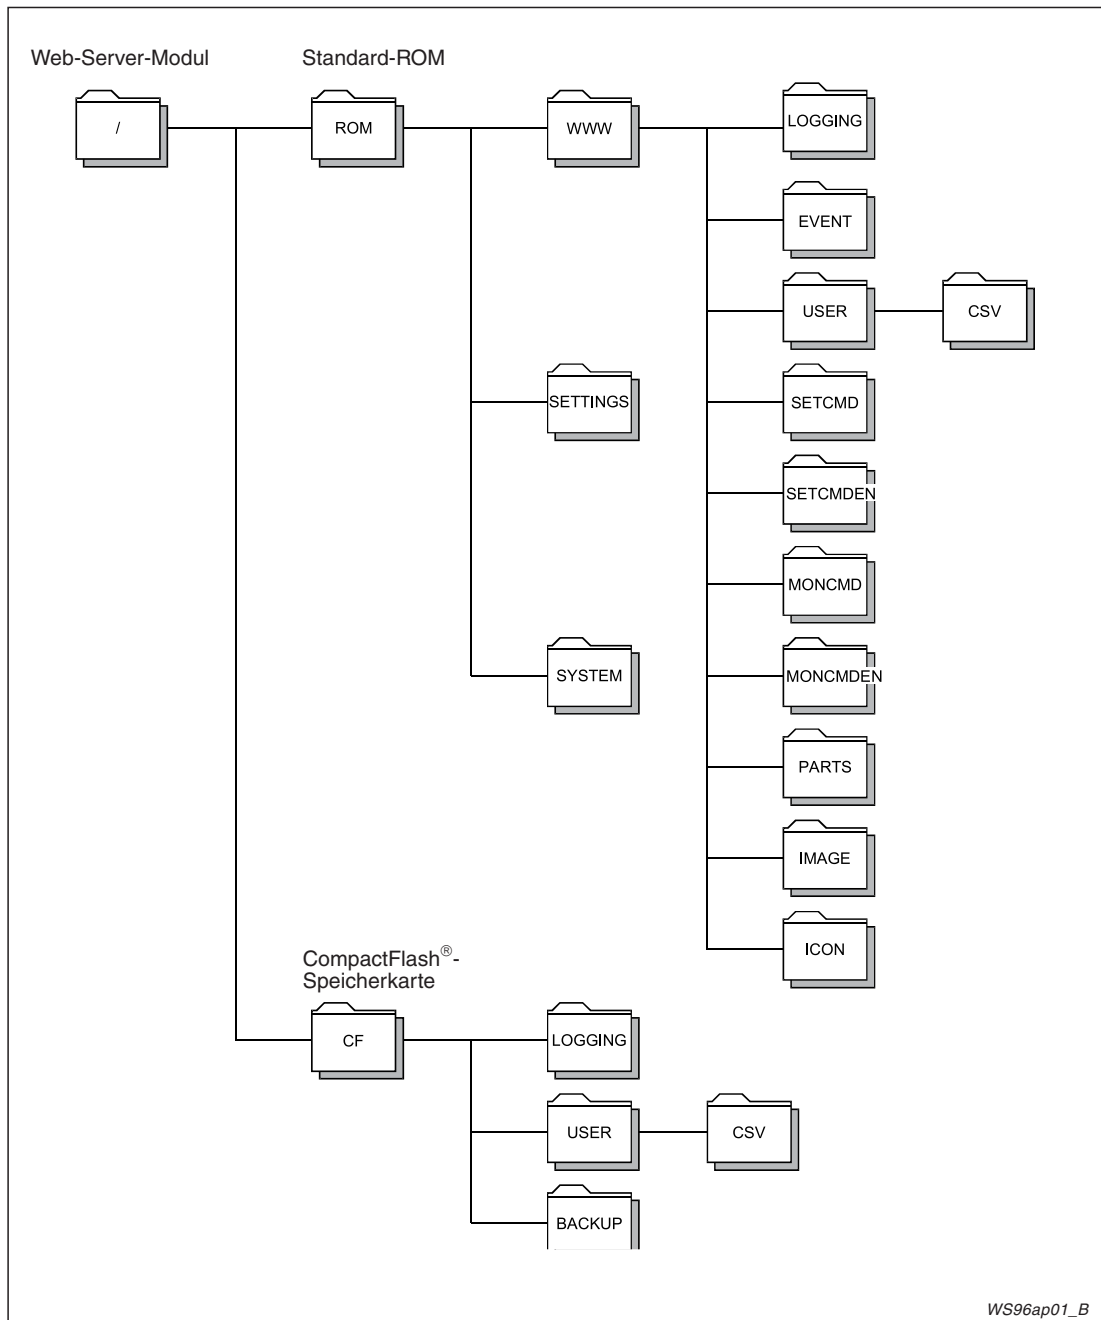 Web-Server-Modul
Standard-ROM
/
ROM
WWW
LOGGING
EVENT
USER
CSV
SETTINGS
SETCMD
SETCMDEN
MONCMD
SYSTEM
MONCMDEN
PARTS
IMAGE
ICON
CompactFlash®-
Speicherkarte
CF
LOGGING
USER
CSV
BACKUP
WS96ap01_B